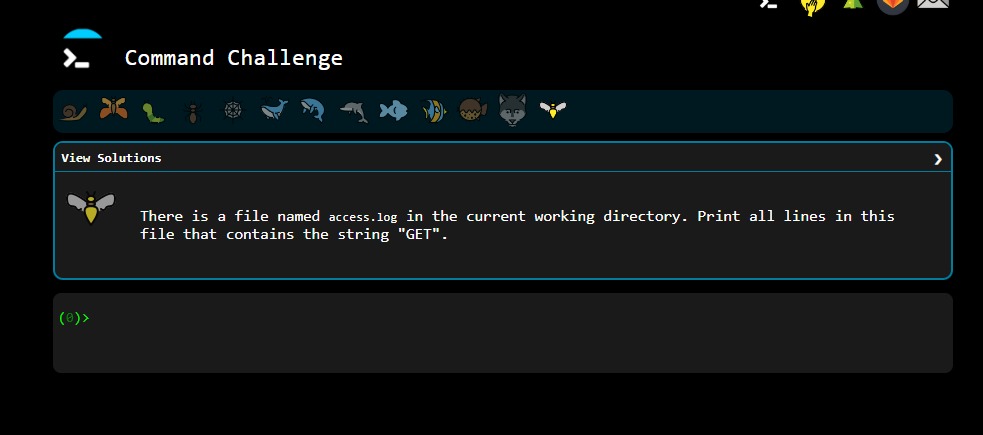 Command Challenge
View Solutions
There is a file named access.log in the current working directory. Print all lines in this
file that contains the string "GET".
(0)>